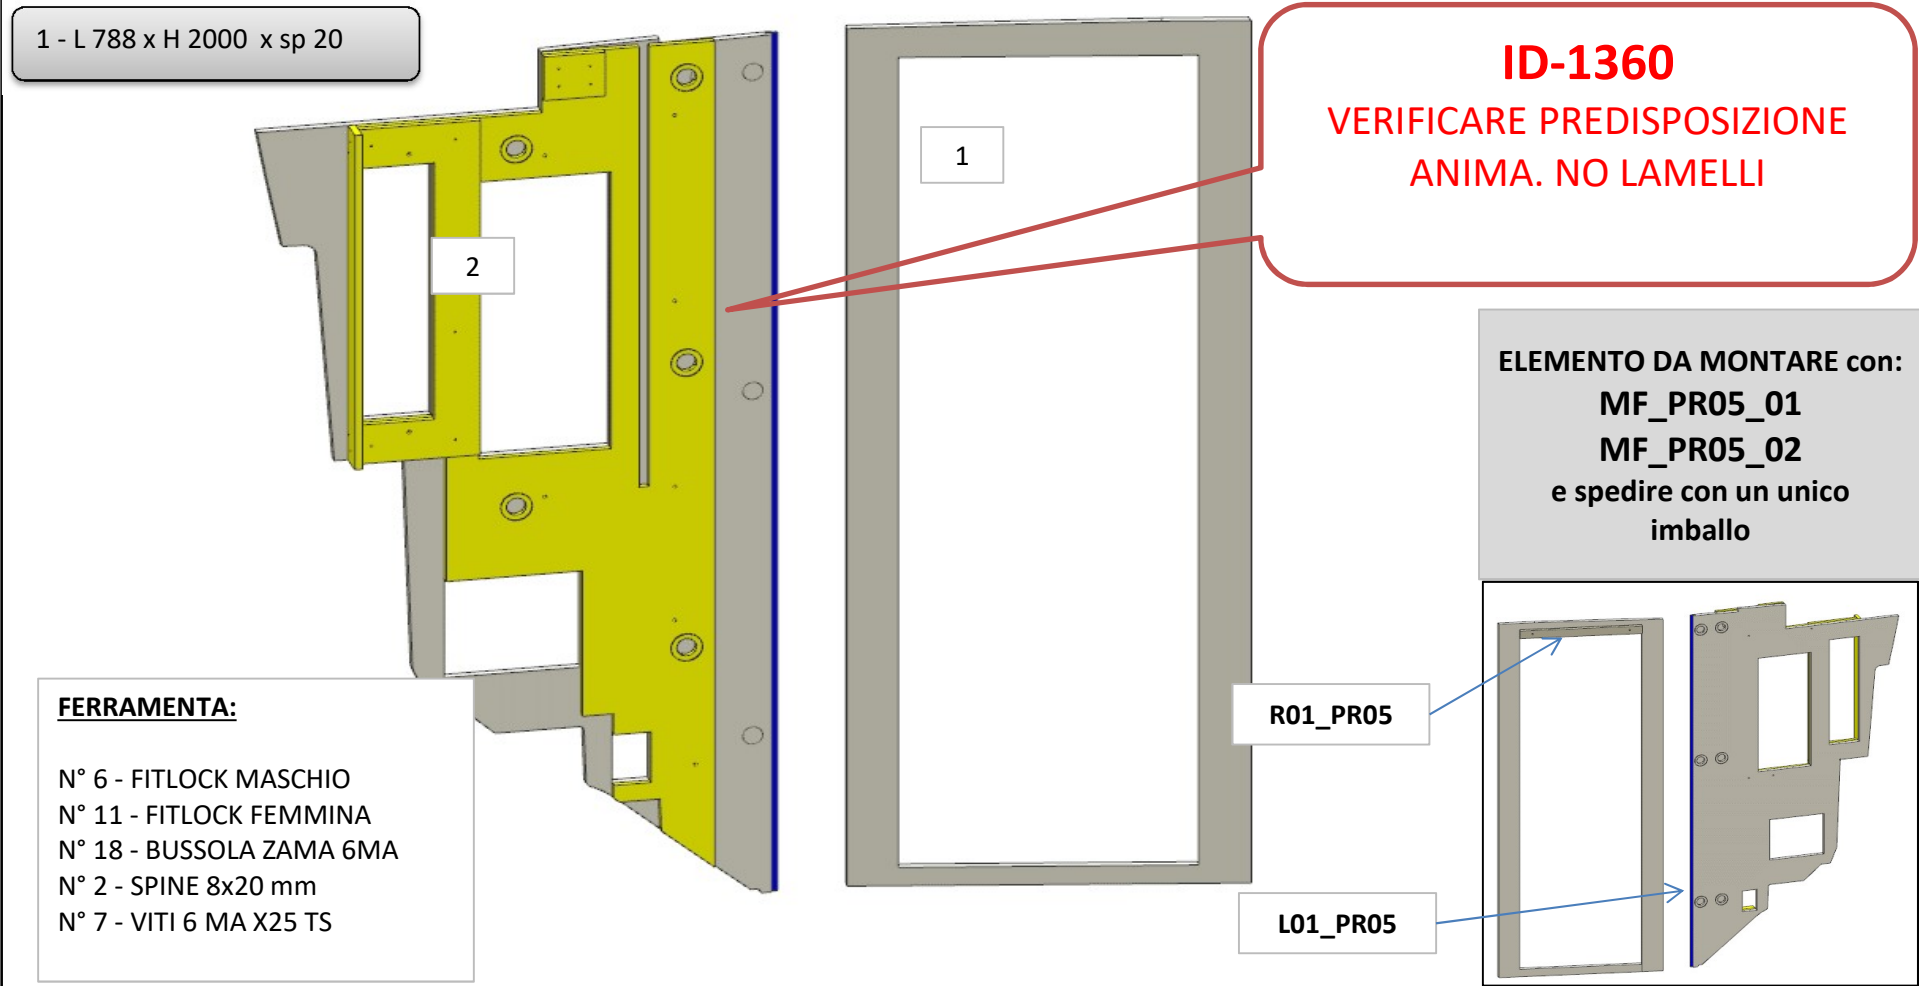 1 - L 788 x H 2000  x sp 20
ID-1360
VERIFICARE PREDISPOSIZIONE
ANIMA. NO LAMELLI
1
2
ELEMENTO DA MONTARE con:
MF_PR05_01
MF_PR05_02
e spedire con un unico
imballo
R01_PR05
L01_PR05
FERRAMENTA:
N° 6 - FITLOCK MASCHIO
N° 11 - FITLOCK FEMMINA
N° 18 - BUSSOLA ZAMA 6MA
N° 2 - SPINE 8x20 mm
N° 7 - VITI 6 MA X25 TS